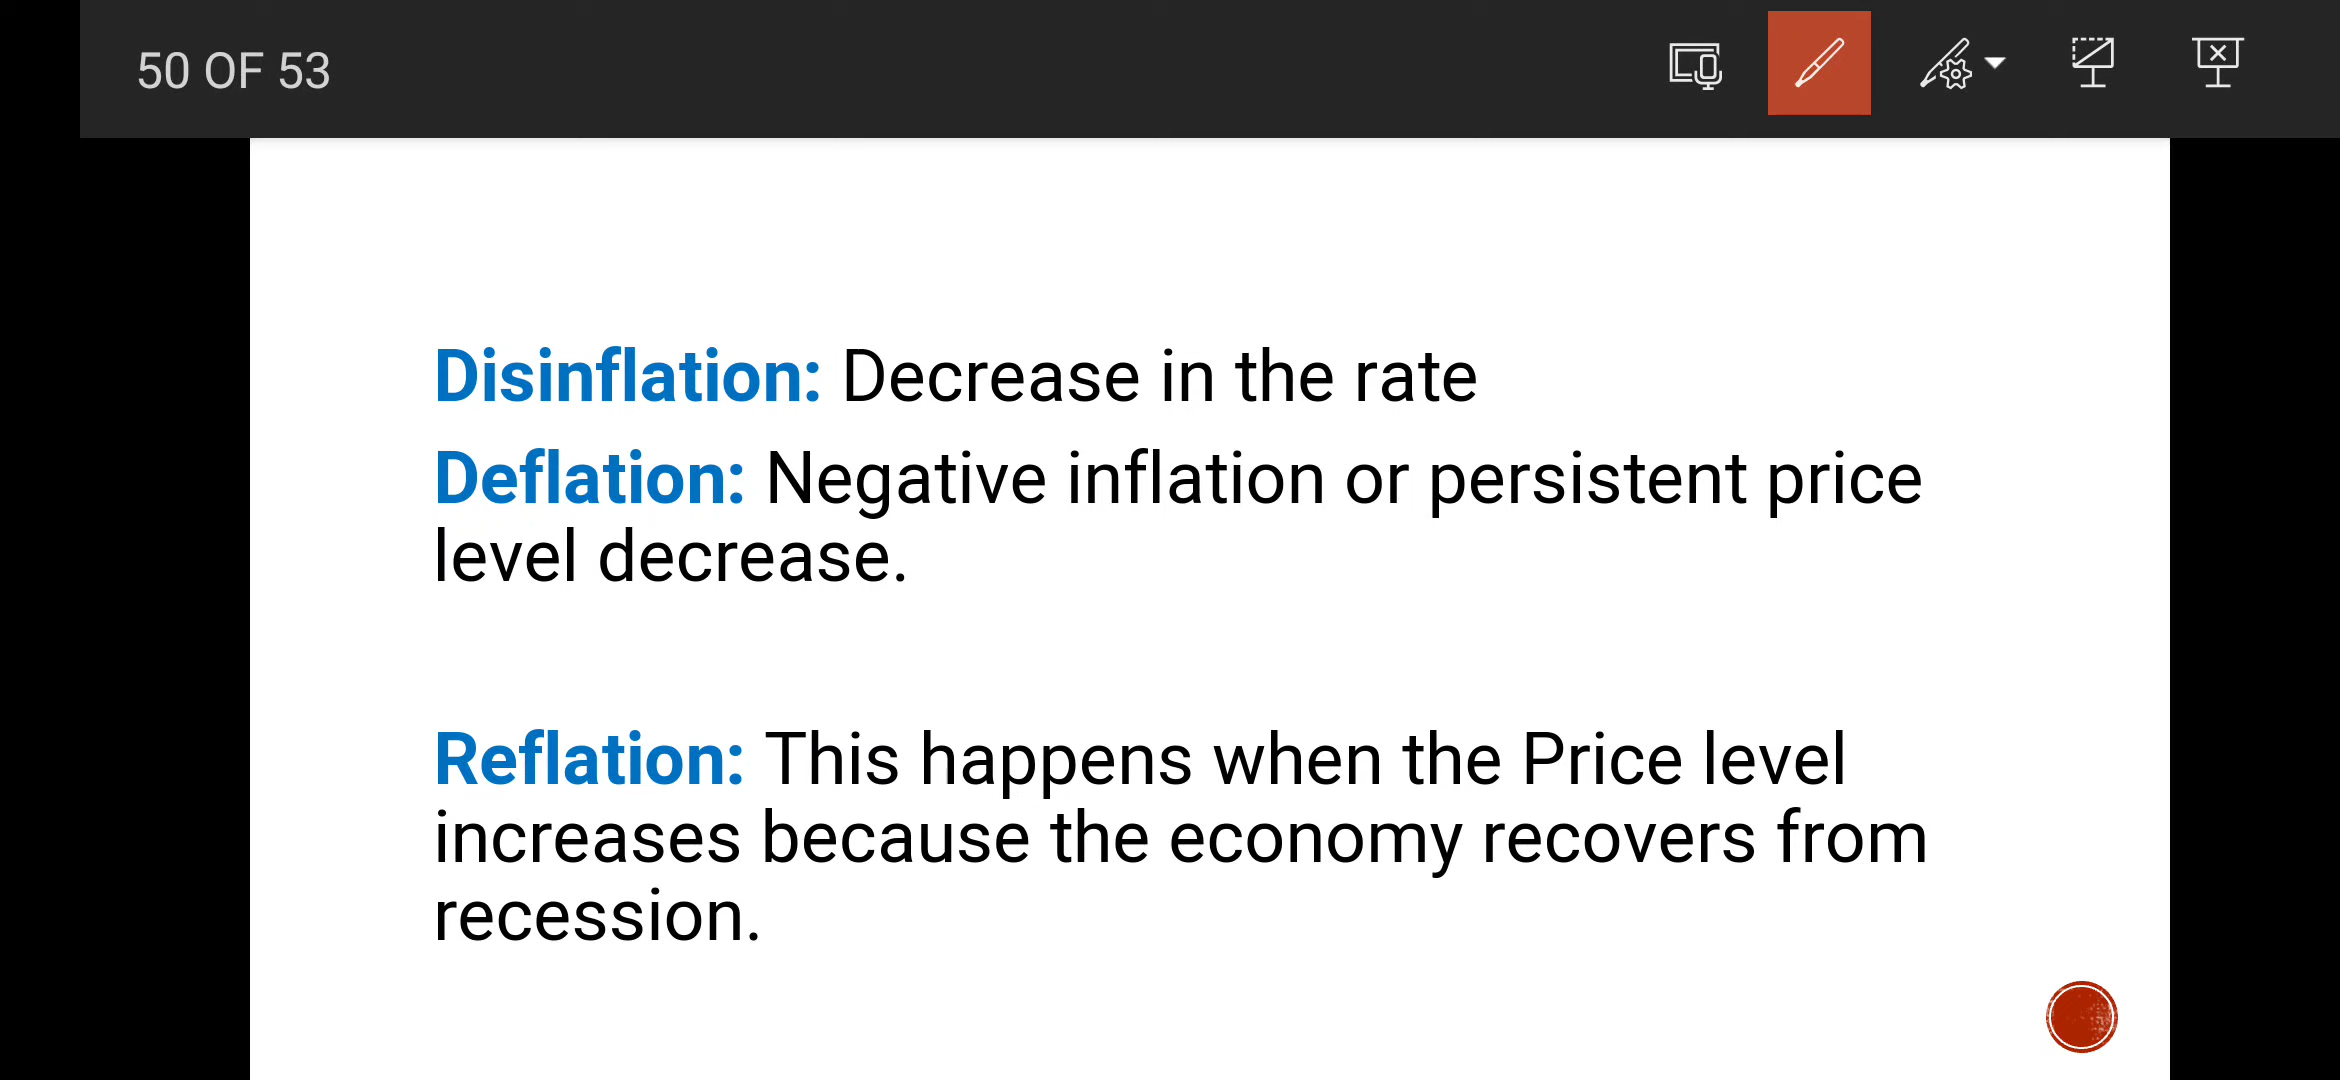 50 OF 53
Disinflation: Decrease in the rate
Deflation: Negative inflation or persistent price
level decrease.
Reflation: This happens when the Price level
increases because the economy recovers from
recession.